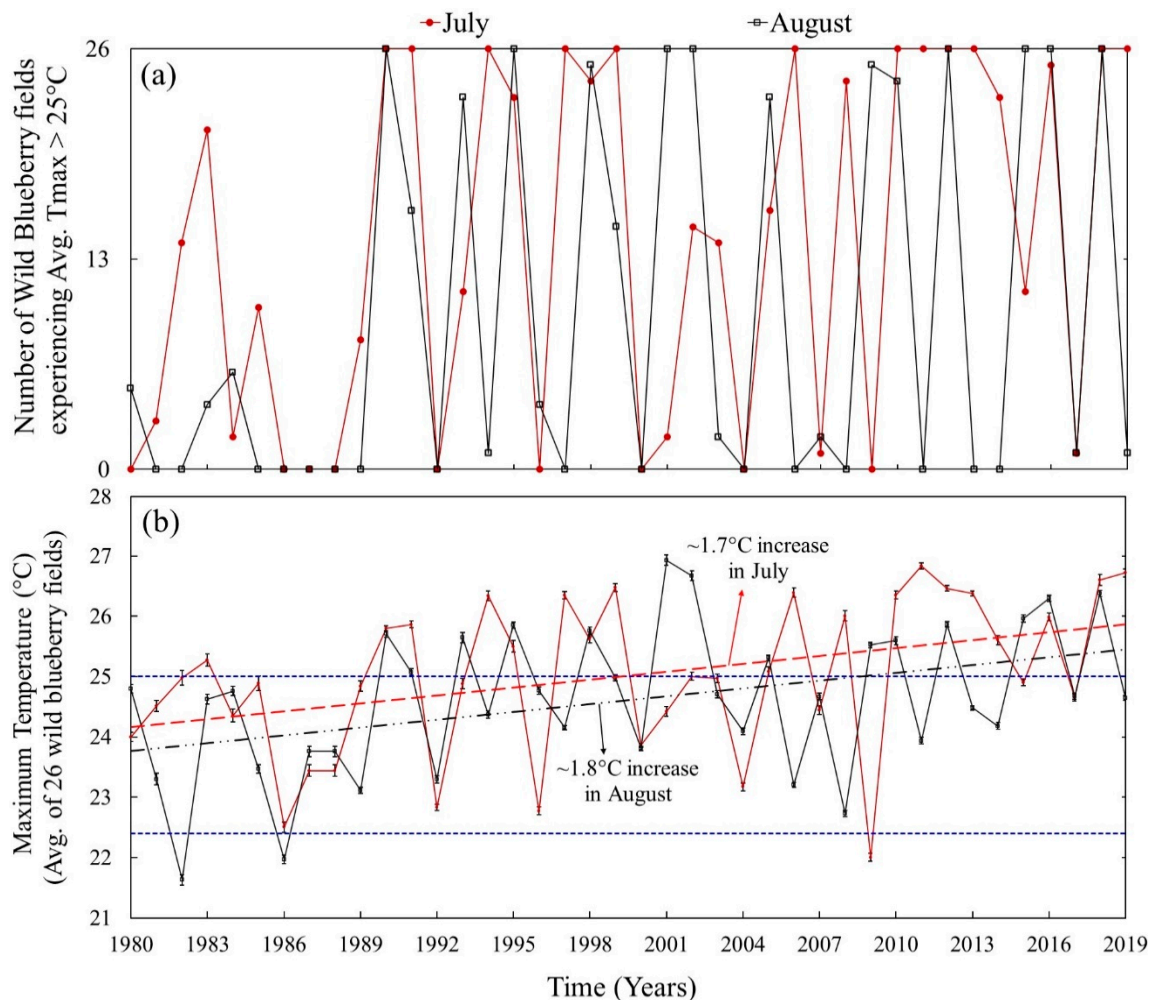 July
August
(a)
Number of Wild Blueberry fields
experiencing Avg. Tmax > 25°C
26
13
0
(b)
Maximum Temperature (°C)
(Avg. of 26 wild blueberry fields)
28
27
26
25
24
23
22
21
~1.7°C increase
in July
~1.8°C increase
in August
1980 1983 1986 1989 1992 1995 1998 2001 2004 2007 2010 2013 2016 2019
Time (Years)